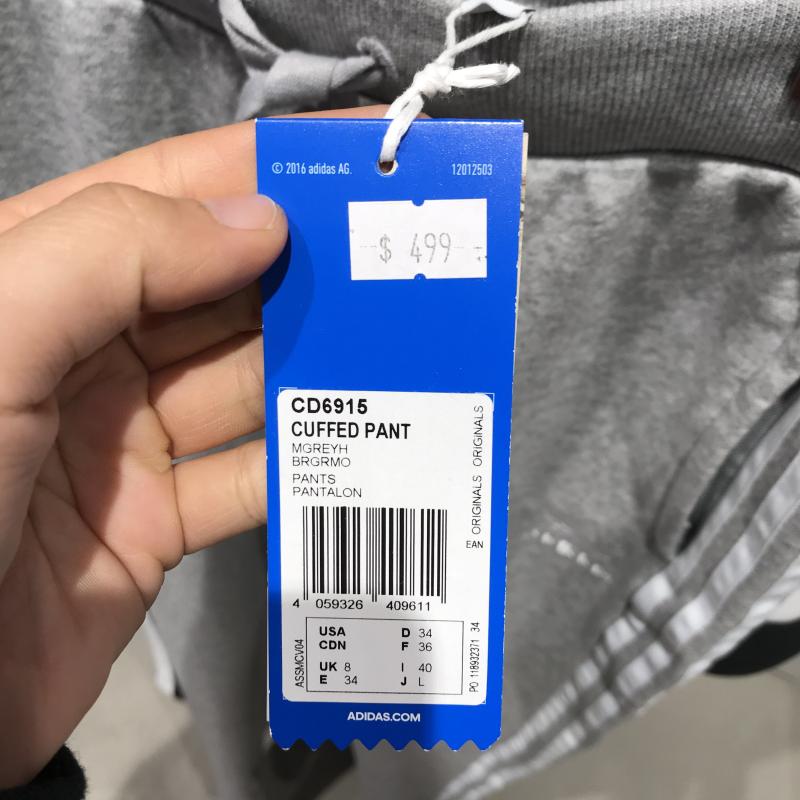 © 2016 adidas AG. 12012503
$ 499
CD6915
CUFFED PANT
MGREYH
BRGRMO
PANTS
PANTALON
ORIGINALS ORIGINALS
EAN
4 059326 409611
USA D 34
CDN F 36
UK 8 I 40
E 34 J L
ASSMCV04
PO 118932371 34
ADIDAS.COM